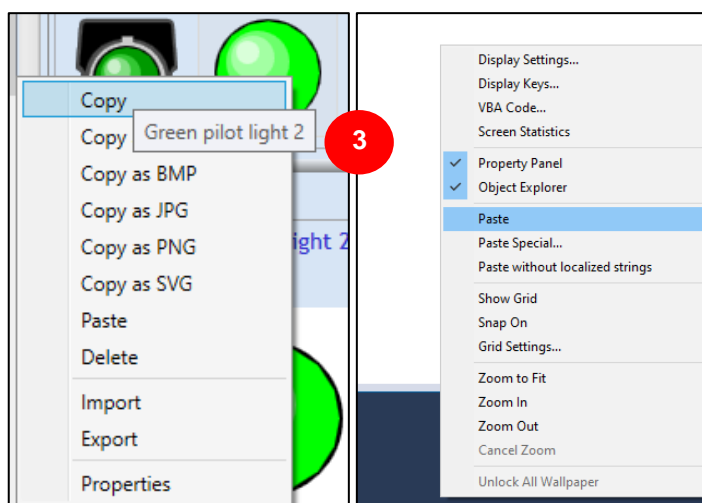 Copy
Green pilot light 2
Copy
Copy as BMP
Copy as JPG
Copy as PNG
ight 2
Copy as SVG
Paste
Delete
Import
Export
Properties
3
Display Settings...
Display Keys...
VBA Code...
Screen Statistics
Property Panel
Object Explorer
Paste
Paste Special...
Paste without localized strings
Show Grid
Snap On
Grid Settings...
Zoom to Fit
Zoom In
Zoom Out
Cancel Zoom
Unlock All Wallpaper